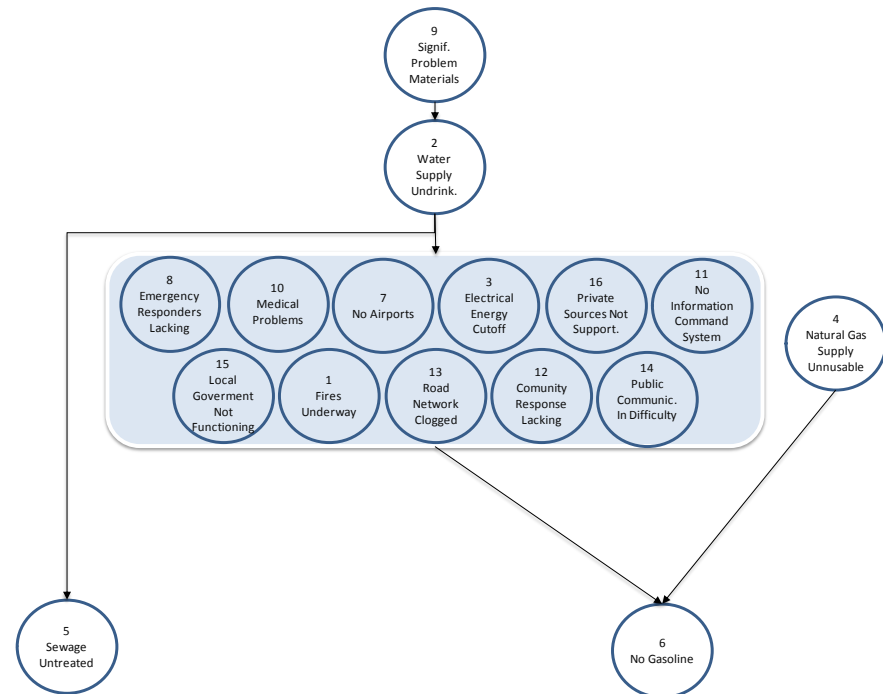 9
Signif.
Problem
Materials
2
Water
Supply
Undrink.
8
Emergency
Responders
Lacking
10
Medical
Problems
7
No Airports
3
Electrical
Energy
Cutoff
16
Private
Sources Not
Support.
11
No
Information
Command
System
4
Natural Gas
Supply
Unnusable
15
Local
Goverment
Not
Functioning
1
Fires
Underway
13
Road
Network
Clogged
12
Comunity
Response
Lacking
14
Public
Communic.
In Difficulty
5
Sewage
Untreated
6
No Gasoline